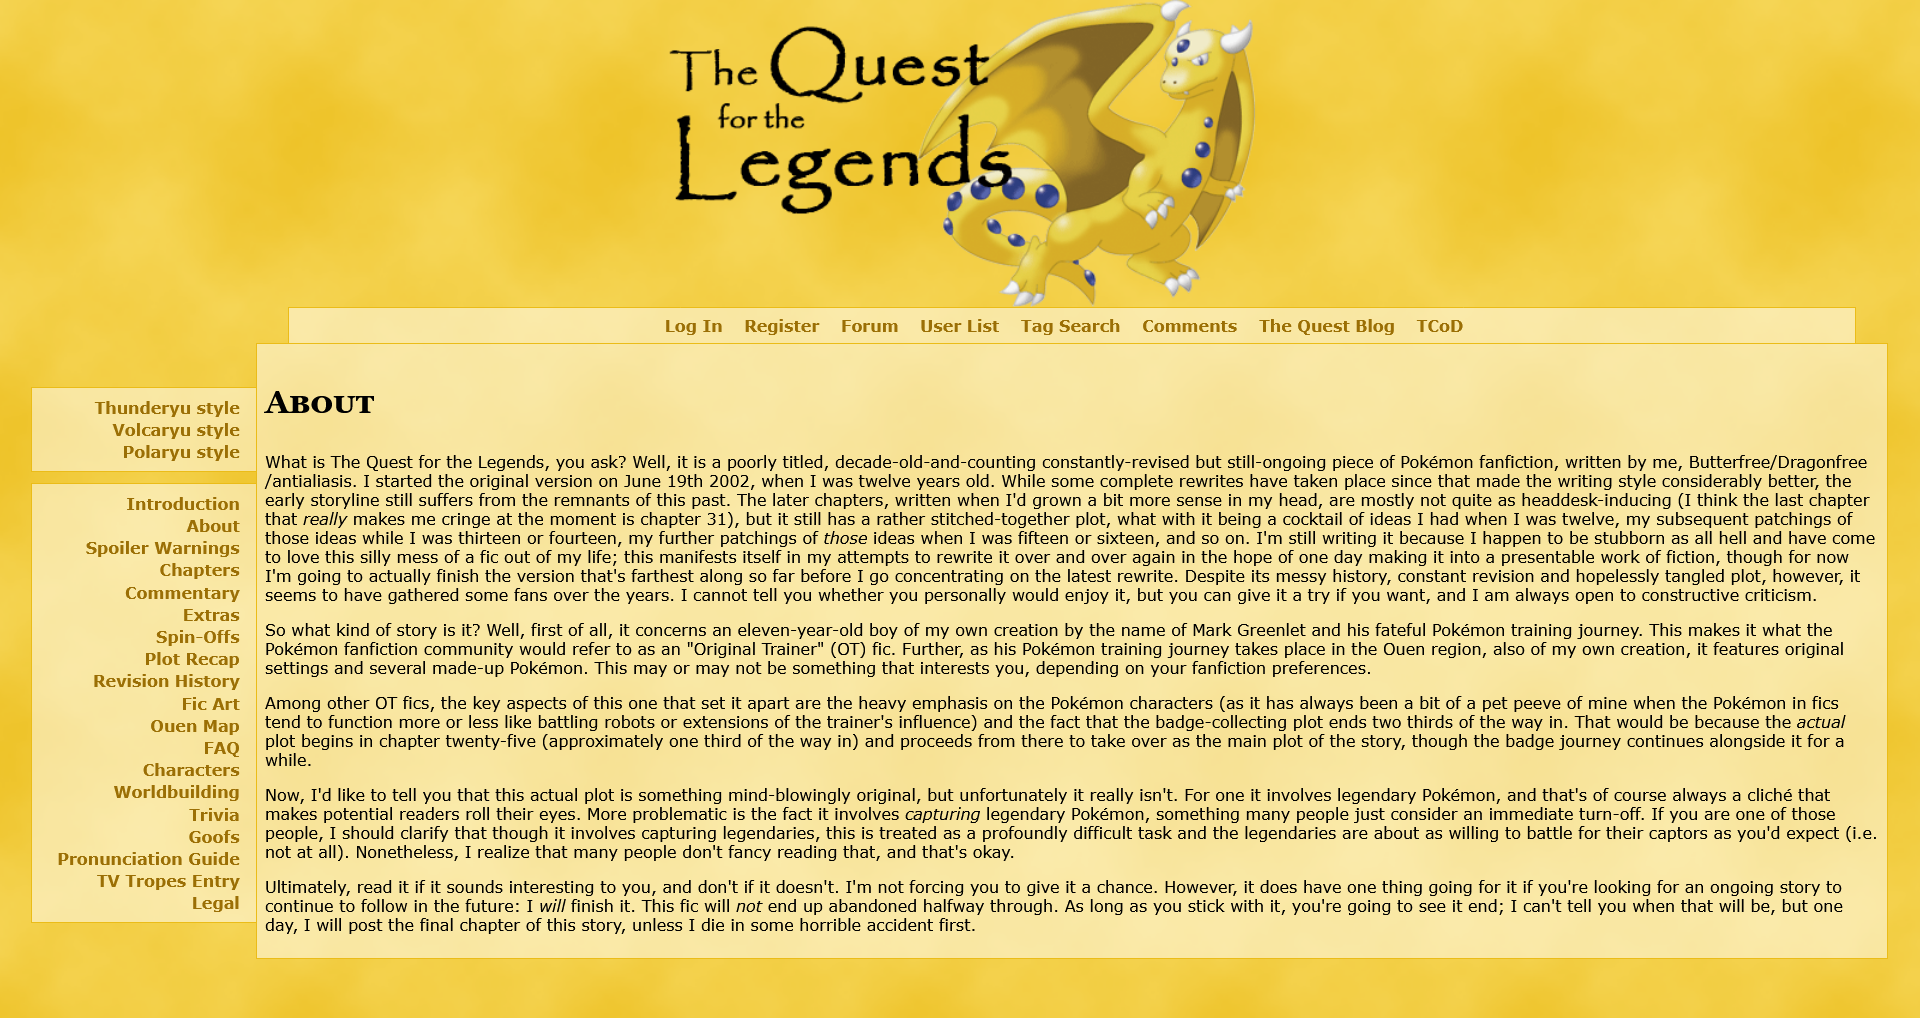 The Quest
for the
Legends
Log In Register Forum User List Tag Search Comments The Quest Blog TCoD
Thunderyu style
Volcaryu style
Polaryu style
Introduction
About
Spoiler Warnings
Chapters
Commentary
Extras
Spin-Offs
Plot Recap
Revision History
Fic Art
Ouen Map
FAQ
Characters
Worldbuilding
Trivia
Goofs
Pronunciation Guide
TV Tropes Entry
Legal
About
What is The Quest for the Legends, you ask? Well, it is a poorly titled, decade-old-and-counting constantly-revised but still-ongoing piece of Pokémon fanfiction, written by me, Butterfree/Dragonfree
/antialiasis. I started the original version on June 19th 2002, when I was twelve years old. While some complete rewrites have taken place since that made the writing style considerably better, the
early storyline still suffers from the remnants of this past. The later chapters, written when I'd grown a bit more sense in my head, are mostly not quite as headdesk-inducing (I think the last chapter
that really makes me cringe at the moment is chapter 31), but it still has a rather stitched-together plot, what with it being a cocktail of ideas I had when I was twelve, my subsequent patchings of
those ideas while I was thirteen or fourteen, my further patchings of those ideas when I was fifteen or sixteen, and so on. I'm still writing it because I happen to be stubborn as all hell and have come
to love this silly mess of a fic out of my life; this manifests itself in my attempts to rewrite it over and over again in the hope of one day making it into a presentable work of fiction, though for now
I'm going to actually finish the version that's farthest along so far before I go concentrating on the latest rewrite. Despite its messy history, constant revision and hopelessly tangled plot, however, it
seems to have gathered some fans over the years. I cannot tell you whether you personally would enjoy it, but you can give it a try if you want, and I am always open to constructive criticism.
So what kind of story is it? Well, first of all, it concerns an eleven-year-old boy of my own creation by the name of Mark Greenlet and his fateful Pokémon training journey. This makes it what the
Pokémon fanfiction community would refer to as an "Original Trainer" (OT) fic. Further, as his Pokémon training journey takes place in the Ouen region, also of my own creation, it features original
settings and several made-up Pokémon. This may or may not be something that interests you, depending on your fanfiction preferences.
Among other OT fics, the key aspects of this one that set it apart are the heavy emphasis on the Pokémon characters (as it has always been a bit of a pet peeve of mine when the Pokémon in fics
tend to function more or less like battling robots or extensions of the trainer's influence) and the fact that the badge-collecting plot ends two thirds of the way in. That would be because the actual
plot begins in chapter twenty-five (approximately one third of the way in) and proceeds from there to take over as the main plot of the story, though the badge journey continues alongside it for a
while.
Now, I'd like to tell you that this actual plot is something mind-blowingly original, but unfortunately it really isn't. For one it involves legendary Pokémon, and that's of course always a cliché that
makes potential readers roll their eyes. More problematic is the fact it involves capturing legendary Pokémon, something many people just consider an immediate turn-off. If you are one of those
people, I should clarify that though it involves capturing legendaries, this is treated as a profoundly difficult task and the legendaries are about as willing to battle for their captors as you'd expect (i.e.
not at all). Nonetheless, I realize that many people don't fancy reading that, and that's okay.
Ultimately, read it if it sounds interesting to you, and don't if it doesn't. I'm not forcing you to give it a chance. However, it does have one thing going for it if you're looking for an ongoing story to
continue to follow in the future: I will finish it. This fic will not end up abandoned halfway through. As long as you stick with it, you're going to see it end; I can't tell you when that will be, but one
day, I will post the final chapter of this story, unless I die in some horrible accident first.